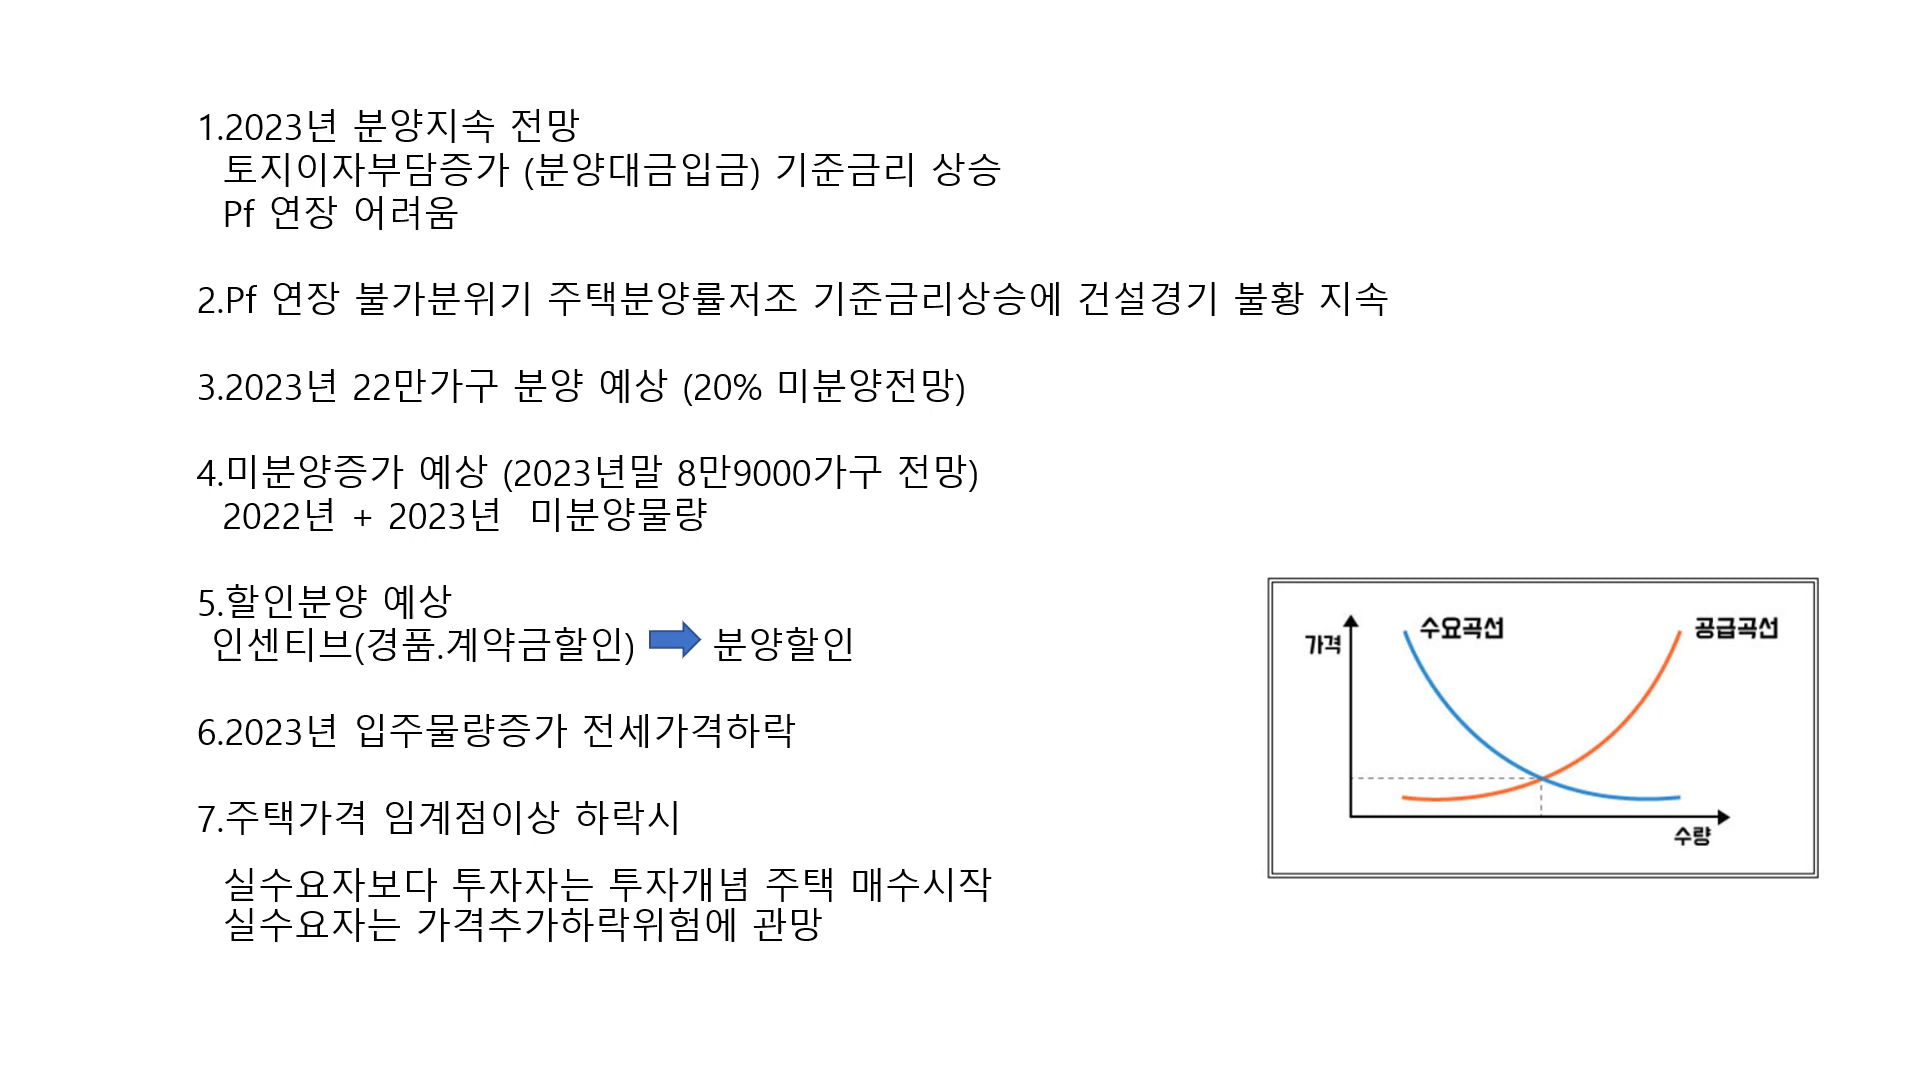 1.2023년 분양지속 전망
토지이자부담증가 (분양대금입금) 기준금리 상승
Pf 연장 어려움
2.Pf 연장 불가분위기 주택분양률저조 기준금리상승에 건설경기 불황 지속
3.2023년 22만가구 분양 예상 (20% 미분양전망)
4.미분양증가 예상 (2023년말 8만9000가구 전망)
2022년 + 2023년 미분양물량
5.할인분양 예상
인센티브(경품.계약금할인) 분양할인
6.2023년 입주물량증가 전세가격하락
7.주택가격 임계점이상 하락시
실수요자보다 투자자는 투자개념 주택 매수시작
실수요자는 가격추가하락위험에 관망
가격
수요곡선
공급곡선
수량